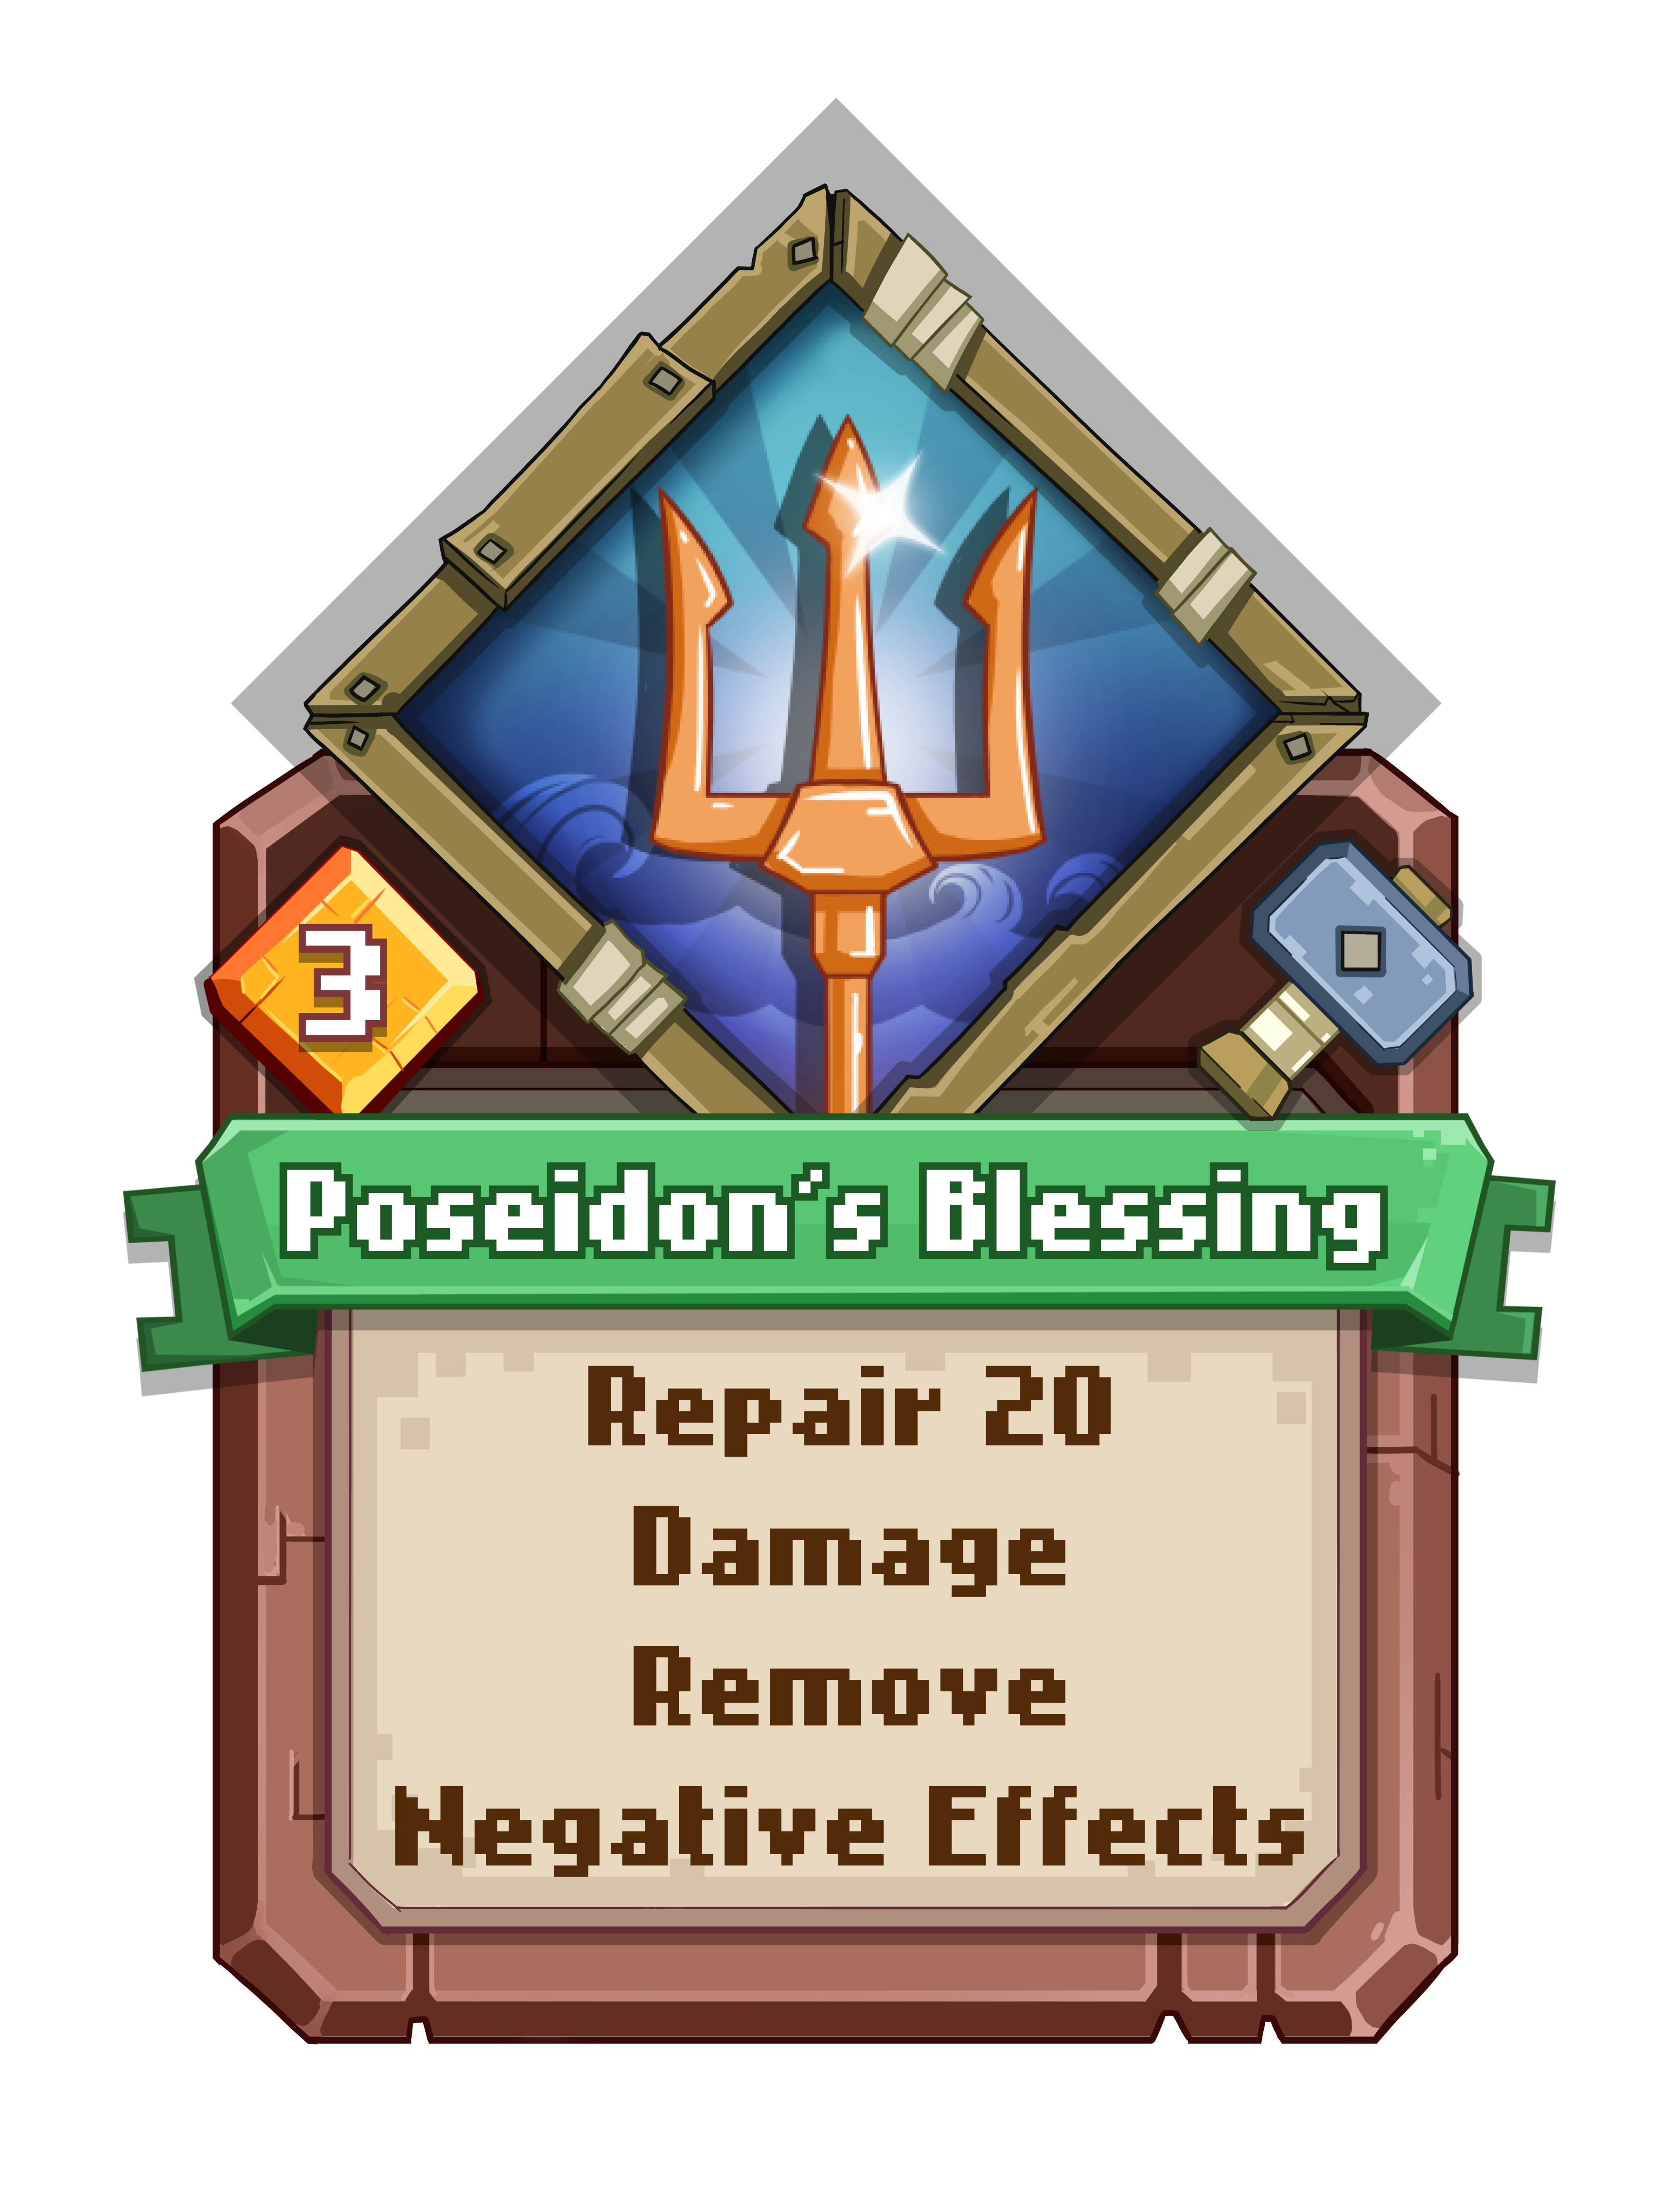 3
Poseidon's Blessing
Repair 20
Damage
Remove
Negative Effects